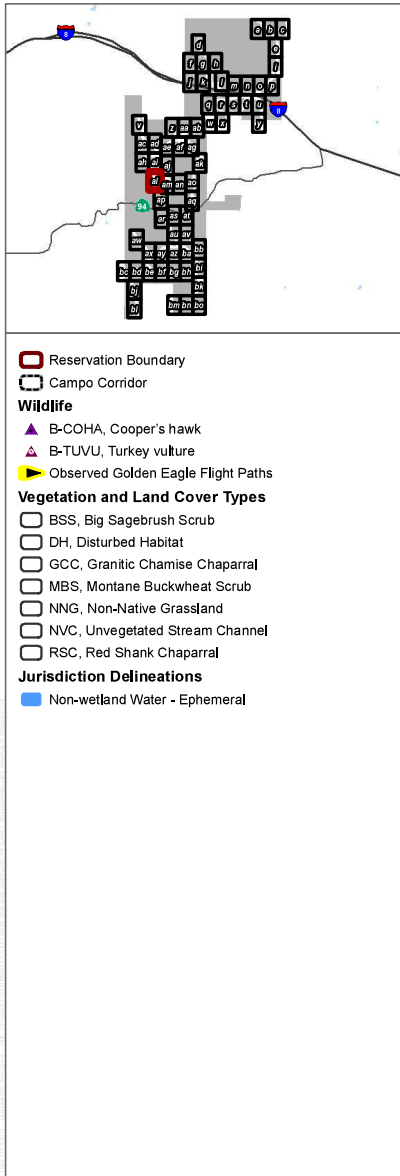 8
a b c
d
e
f g h
i
j k l m n o p
q r s t u
8
v
z aa ab w x
y
ac ad ae af ag
ah ai aj
ak
al am an ao
94
ap
aq
ar as at
au av
aw
ax ay az ba bb
bc bd be bf bg bh bi
bj
bk
bl
bm bn bo
Reservation Boundary
Campo Corridor
Wildlife
B-COHA, Cooper's hawk
B-TUVU, Turkey vulture
Observed Golden Eagle Flight Paths
Vegetation and Land Cover Types
BSS, Big Sagebrush Scrub
DH, Disturbed Habitat
GCC, Granitic Chamise Chaparral
MBS, Montane Buckwheat Scrub
NNG, Non-Native Grassland
NVC, Unvegetated Stream Channel
RSC, Red Shank Chaparral
Jurisdiction Delineations
Non-wetland Water - Ephemeral